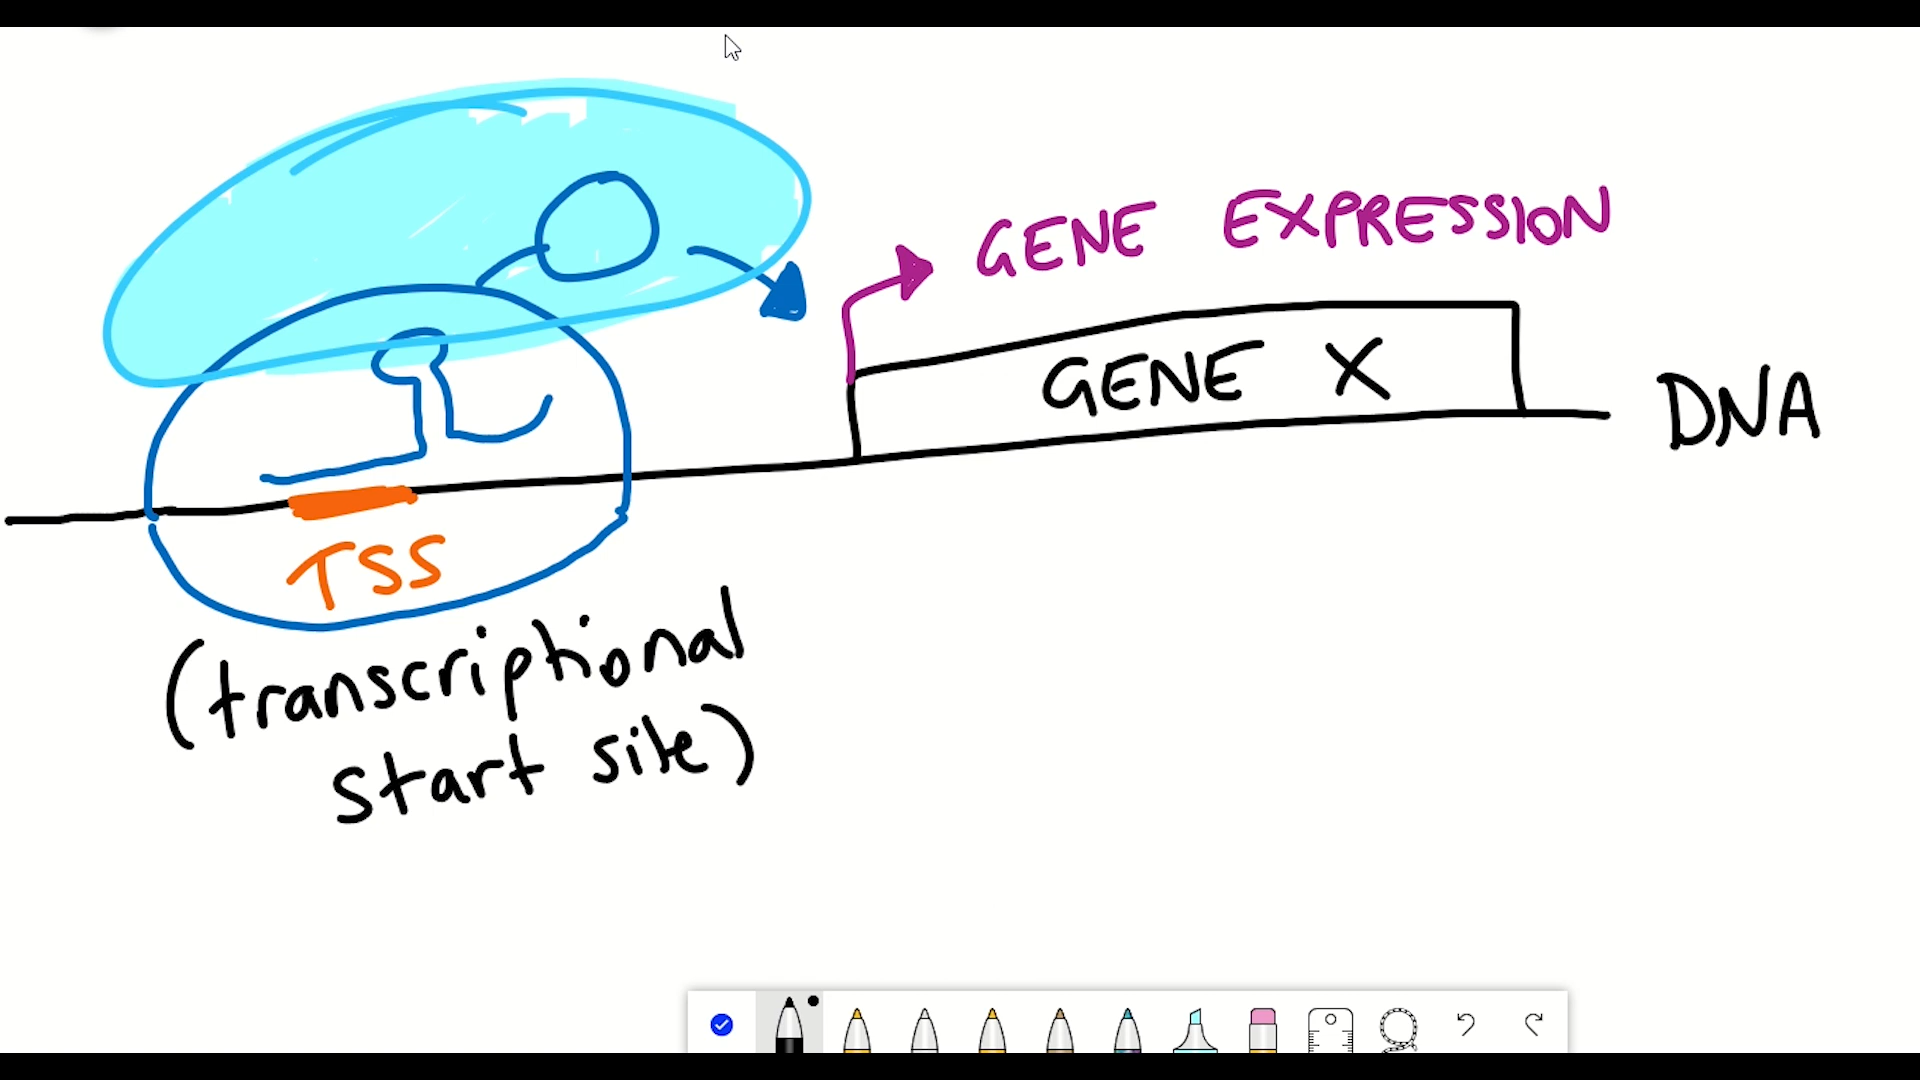 GENE EXPRESSION
GENE X
DNA
TSS
(transcriptional
start site)